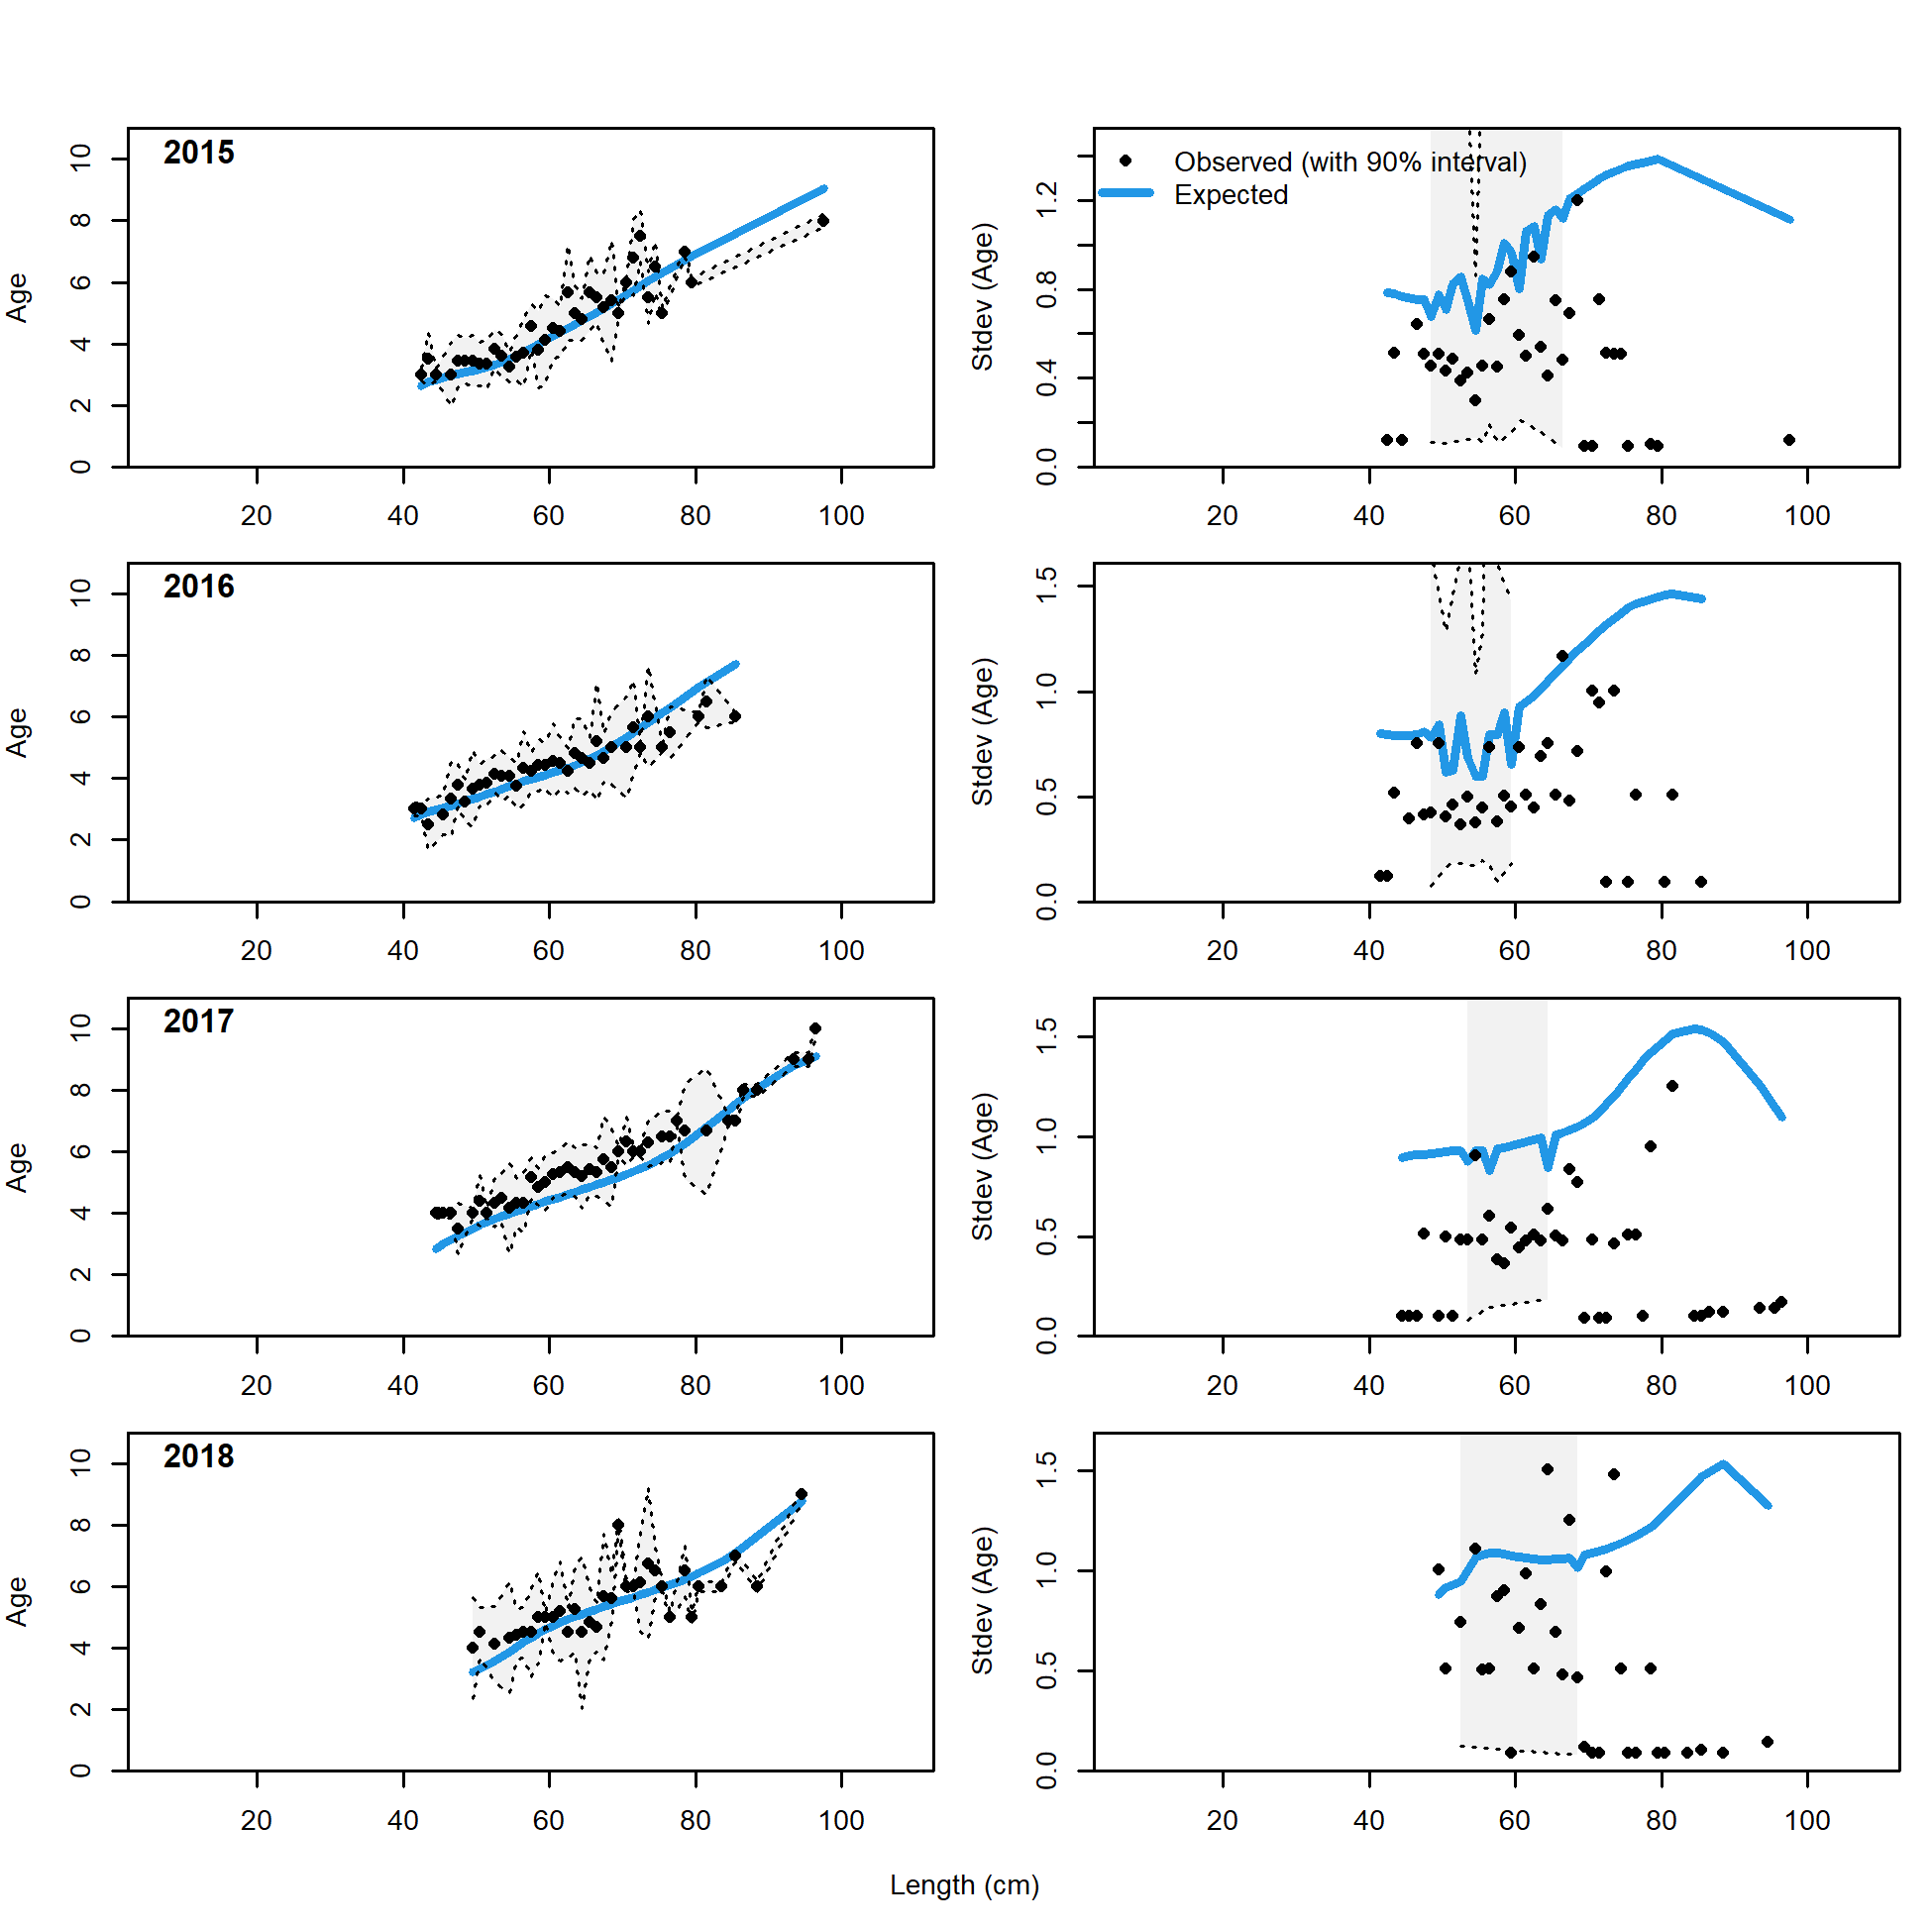 2015
Age
0 2 4 6 8 10
20 40 60 80 100
Observed (with 90% interval)
Expected
Stdev (Age)
0.0 0.4 0.8 1.2
20 40 60 80 100
2016
Age
0 2 4 6 8 10
20 40 60 80 100
Stdev (Age)
0.0 0.5 1.0 1.5
20 40 60 80 100
2017
Age
0 2 4 6 8 10
20 40 60 80 100
Stdev (Age)
0.0 0.5 1.0 1.5
20 40 60 80 100
2018
Age
0 2 4 6 8 10
20 40 60 80 100
Stdev (Age)
0.0 0.5 1.0 1.5
20 40 60 80 100
Length (cm)